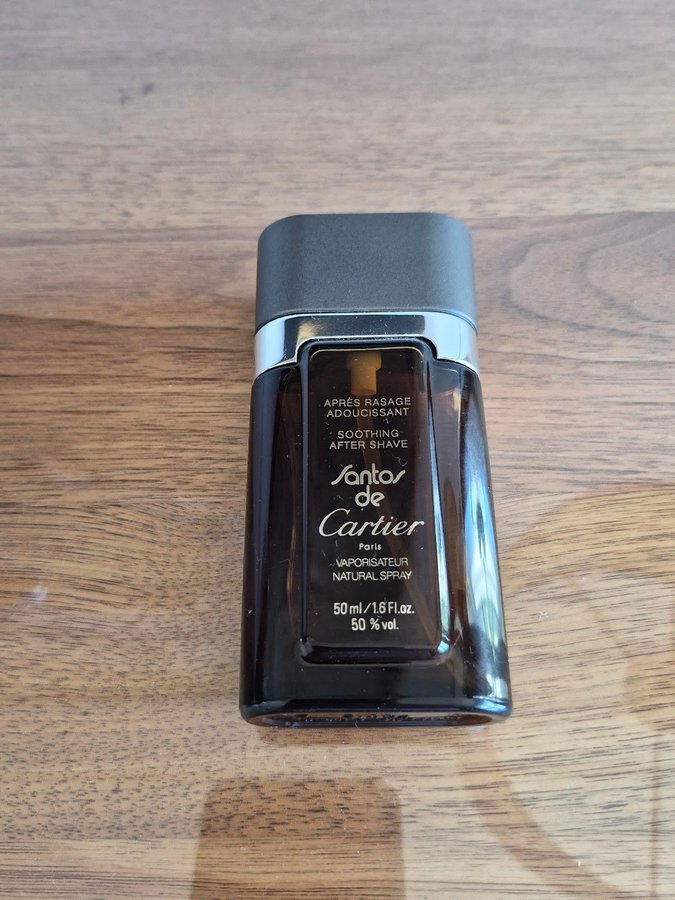 APRÈS RASAGE
ADOUCISSANT
SOOTHING
AFTER SHAVE
Santos
de
Cartier
Paris
VAPORISATEUR
NATURAL SPRAY
50 ml / 1.6 Fl.oz.
50 % vol.